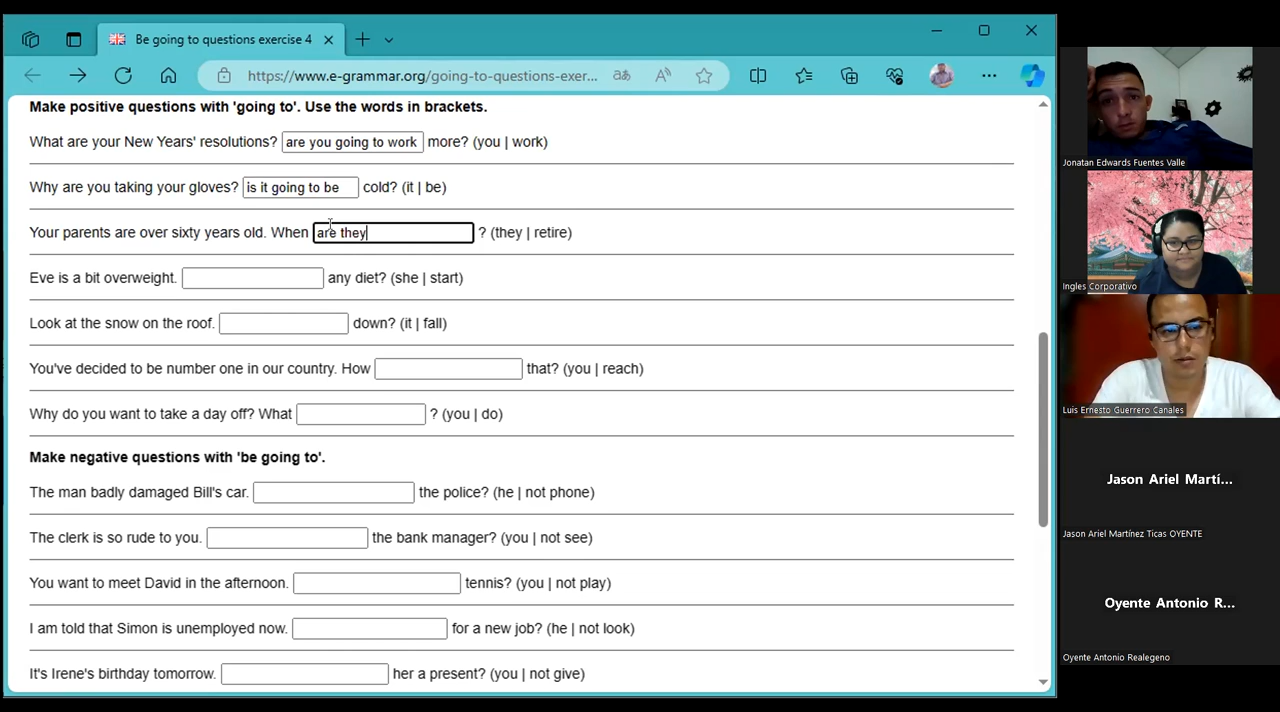 Be going to questions exercise 4
https://www.e-grammar.org/going-to-questions-exer...
Make positive questions with 'going to'. Use the words in brackets.
What are your New Years' resolutions? are you going to work more? (you | work)
Why are you taking your gloves? is it going to be cold? (it | be)
Your parents are over sixty years old. When are they ? (they | retire)
Eve is a bit overweight. any diet? (she | start)
Look at the snow on the roof. down? (it | fall)
You've decided to be number one in our country. How that? (you | reach)
Why do you want to take a day off? What ? (you | do)
Make negative questions with 'be going to'.
The man badly damaged Bill's car. the police? (he | not phone)
The clerk is so rude to you. the bank manager? (you | not see)
You want to meet David in the afternoon. tennis? (you | not play)
I am told that Simon is unemployed now. for a new job? (he | not look)
It's Irene's birthday tomorrow. her a present? (you | not give)
Jonatan Edwards Fuentes Valle
Ingles Corporativo
Luis Ernesto Guerrero Canales
Jason Ariel Martí...
Jason Ariel Martínez Ticas OYENTE
Oyente Antonio R...
Oyente Antonio Realegeno